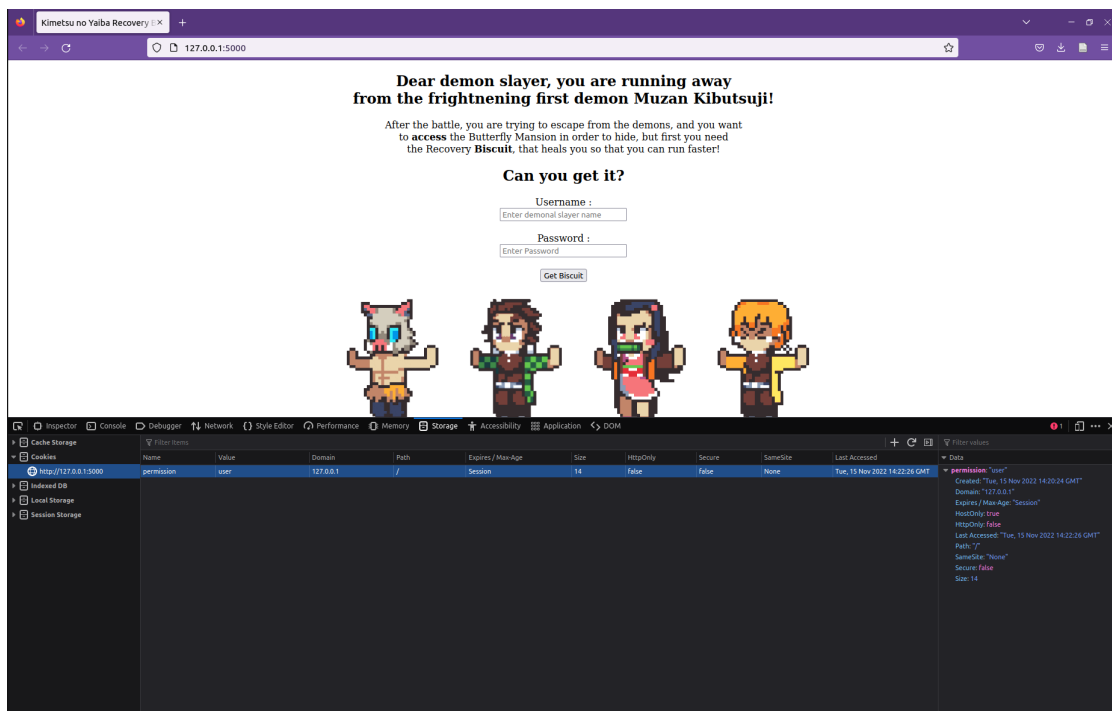 Kimetsu no Yaiba Recovery B
127.0.0.1:5000
Dear demon slayer, you are running away
from the frightnening first demon Muzan Kibutsuji!
After the battle, you are trying to escape from the demons, and you want
to access the Butterfly Mansion in order to hide, but first you need
the Recovery Biscuit, that heals you so that you can run faster!
Can you get it?
Username :
Enter demonal slayer name
Password :
Enter Password
Get Biscuit
Inspector Console Debugger Network {} Style Editor Performance Memory Storage Accessibility Application DOM 1
Cache Storage
Cookies
http://127.0.0.1:5000
Indexed DB
Local Storage
Session Storage
Filter Items
Name Value Domain Path Expires / Max-Age Size HttpOnly Secure SameSite Last Accessed
permission user 127.0.0.1 / Session 14 false false None Tue, 15 Nov 2022 14:22:26 GMT
Filter values
Data
permission: "user"
Created: "Tue, 15 Nov 2022 14:20:24 GMT"
Domain: "127.0.0.1"
Expires / Max-Age: "Session"
HostOnly: true
HttpOnly: false
Last Accessed: "Tue, 15 Nov 2022 14:22:26 GMT"
Path: "/"
SameSite: "None"
Secure: false
Size: 14